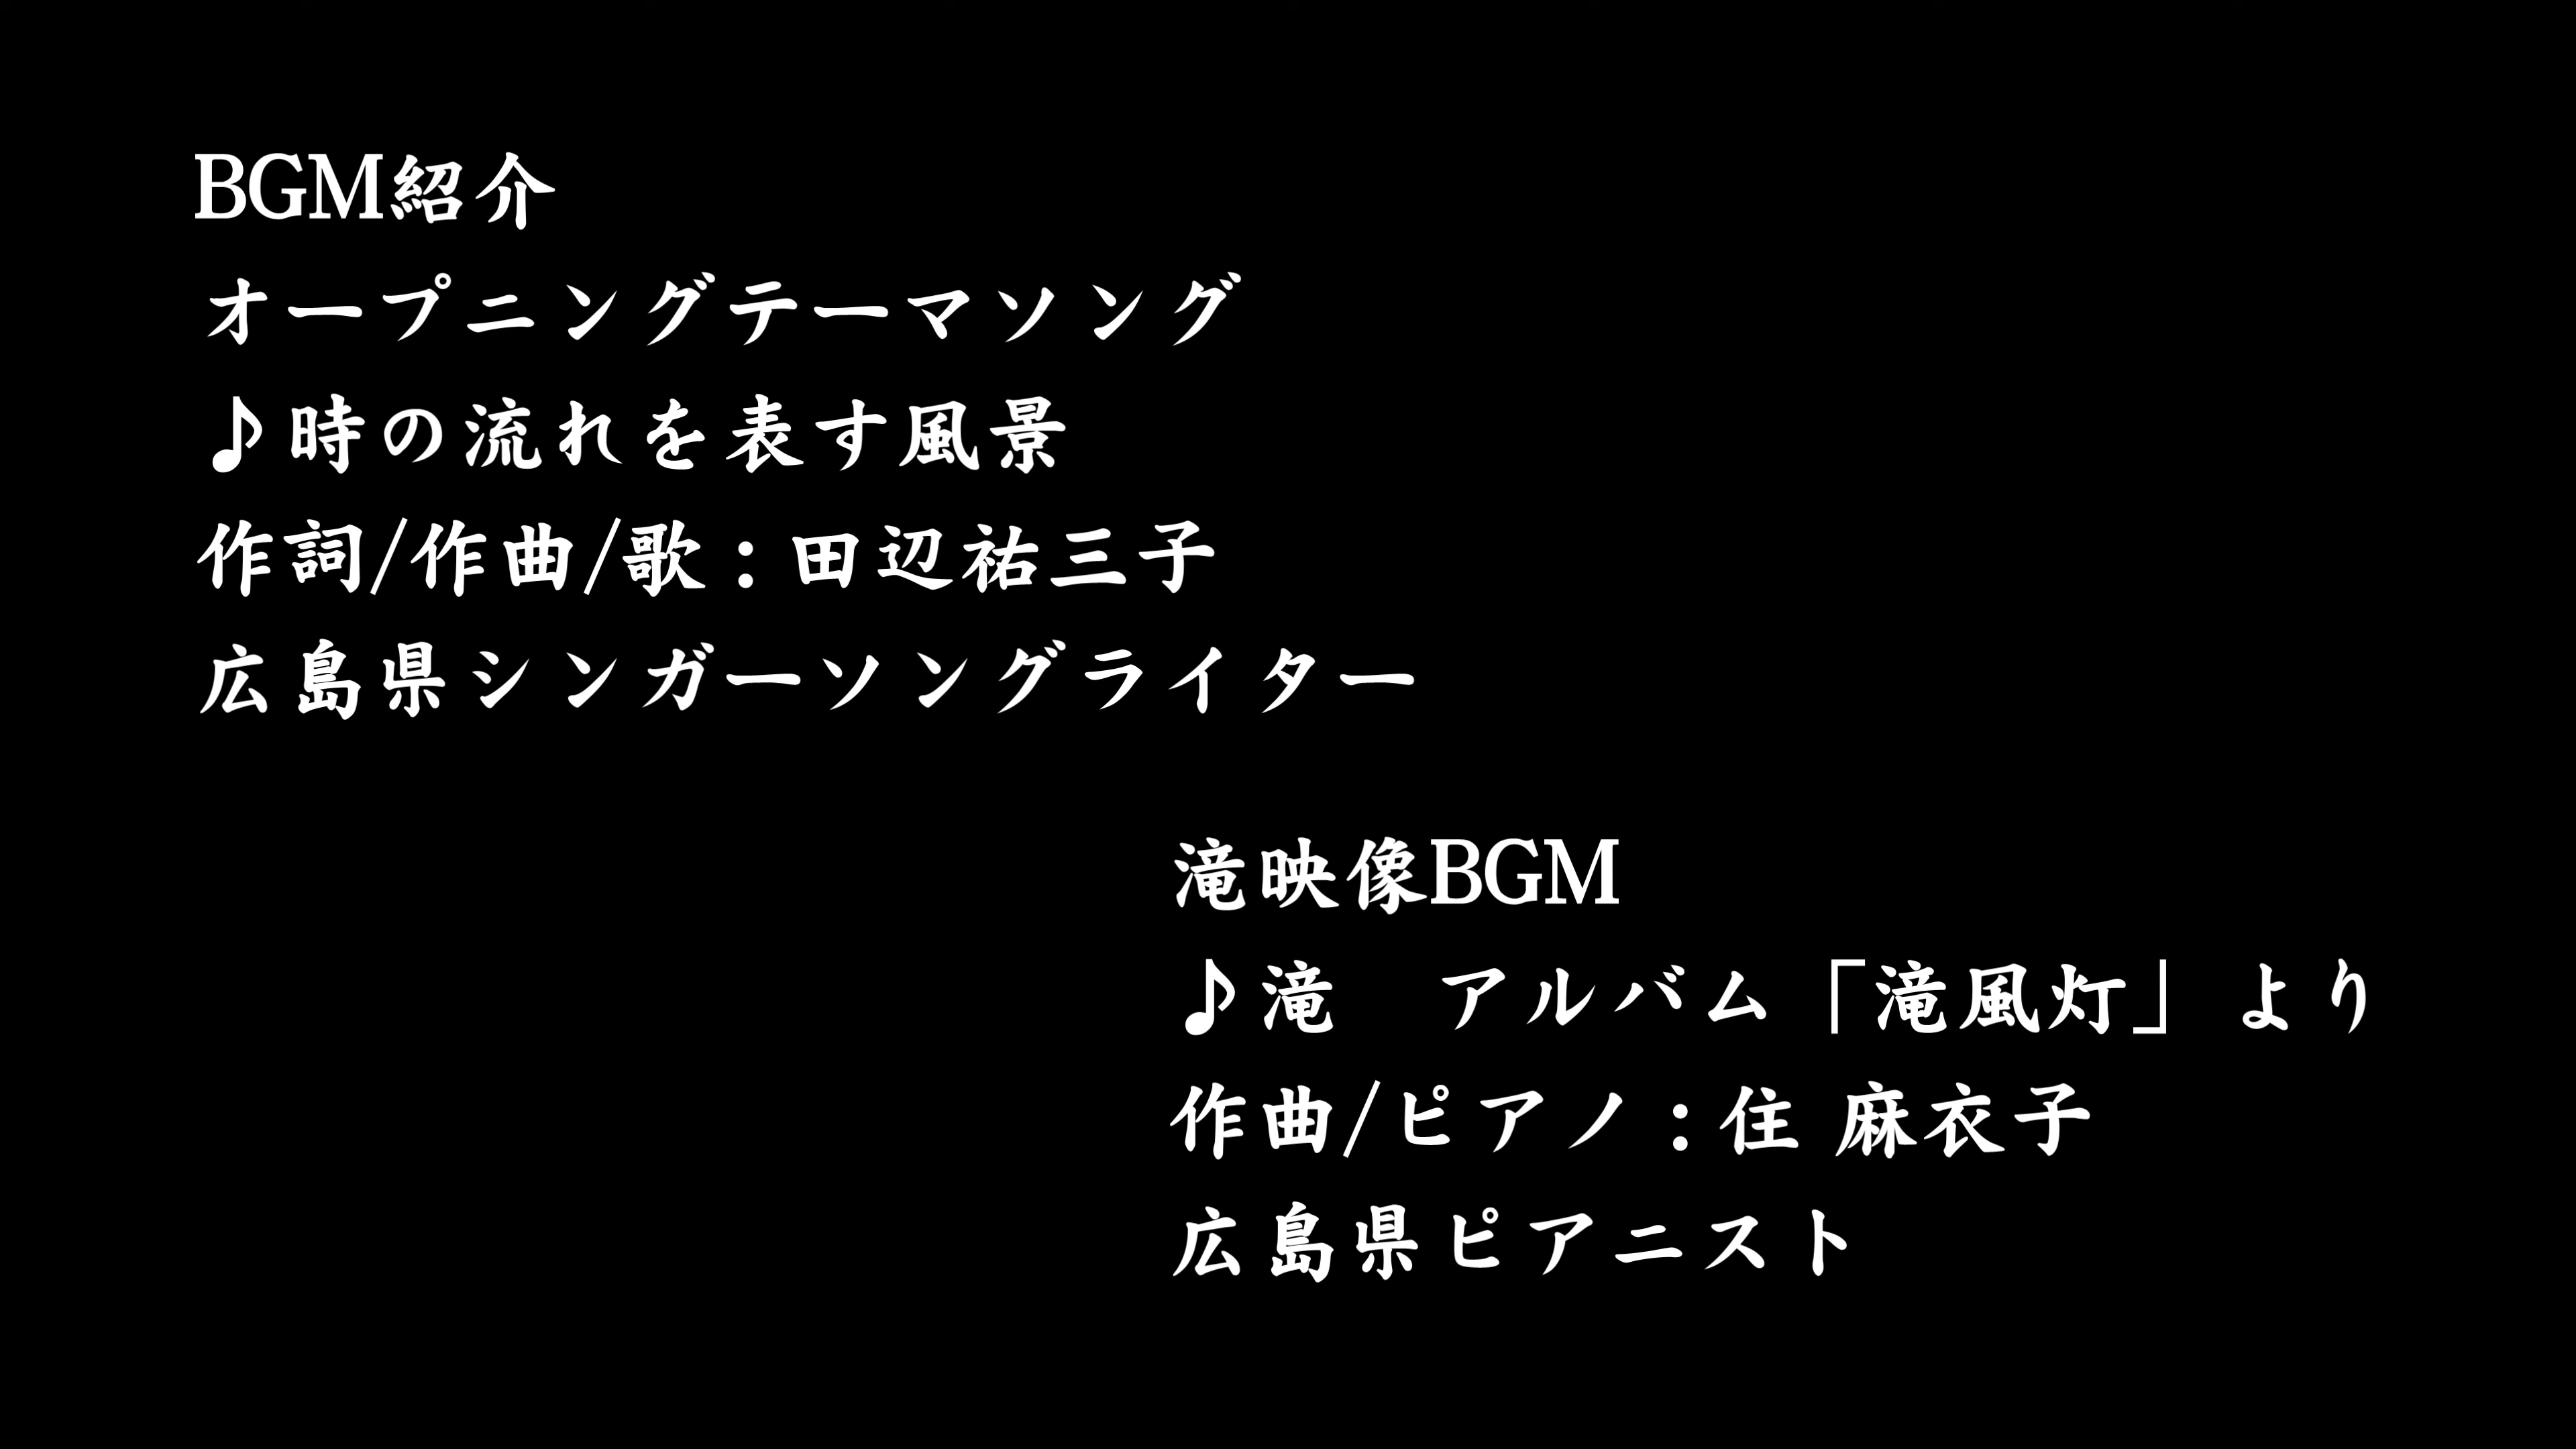 BGM紹介
オープニングテーマソング
♪時の流れを表す風景
作詞/作曲/歌：田辺祐三子
広島県シンガーソングライター
滝映像BGM
♪滝　アルバム「滝風灯」より
作曲/ピアノ：住 麻衣子
広島県ピアニスト